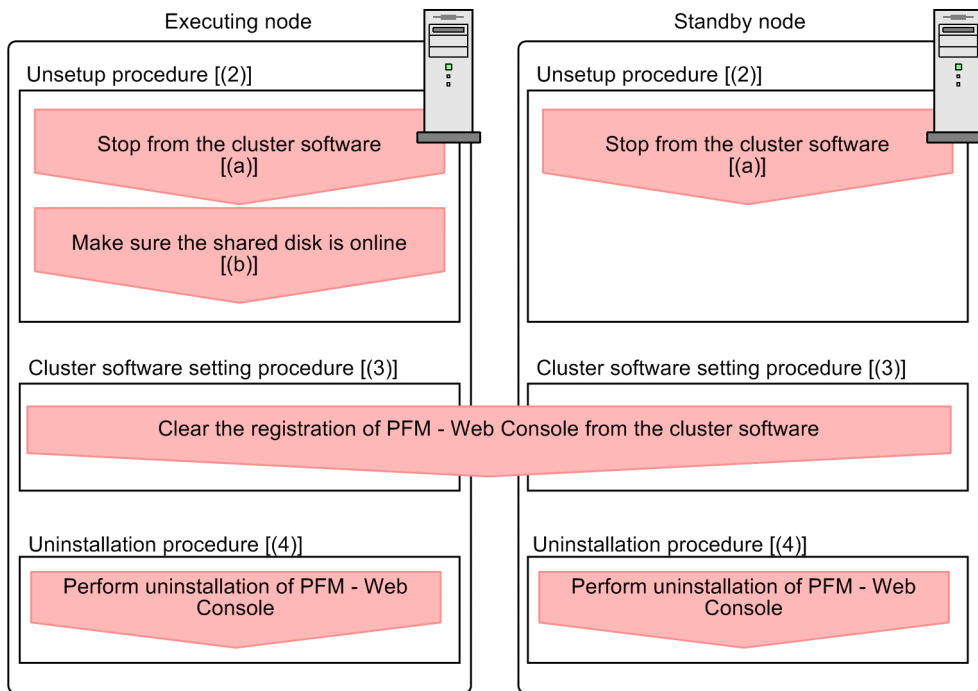 Executing node
Unsetup procedure [(2)]
Stop from the cluster software
[(a)]
Make sure the shared disk is online
[(b)]
Cluster software setting procedure [(3)]
Standby node
Unsetup procedure [(2)]
Stop from the cluster software
[(a)]
Cluster software setting procedure [(3)]
Clear the registration of PFM - Web Console from the cluster software
Uninstallation procedure [(4)]
Perform uninstallation of PFM - Web
Console
Uninstallation procedure [(4)]
Perform uninstallation of PFM - Web
Console